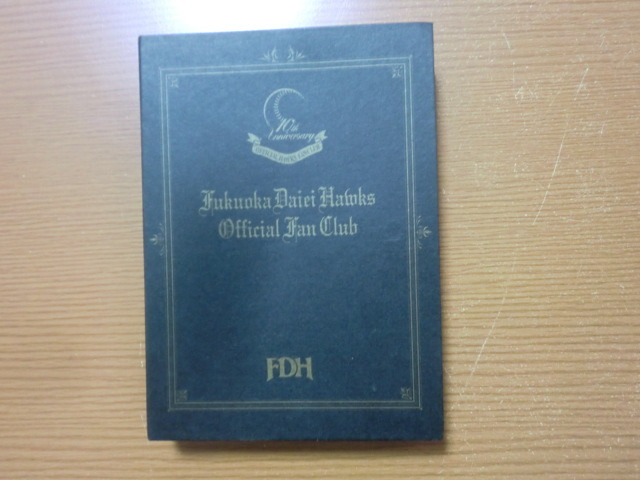 10th
Anniversary
Fukuoka Daiei Hawks
Official Fan Club
FDH